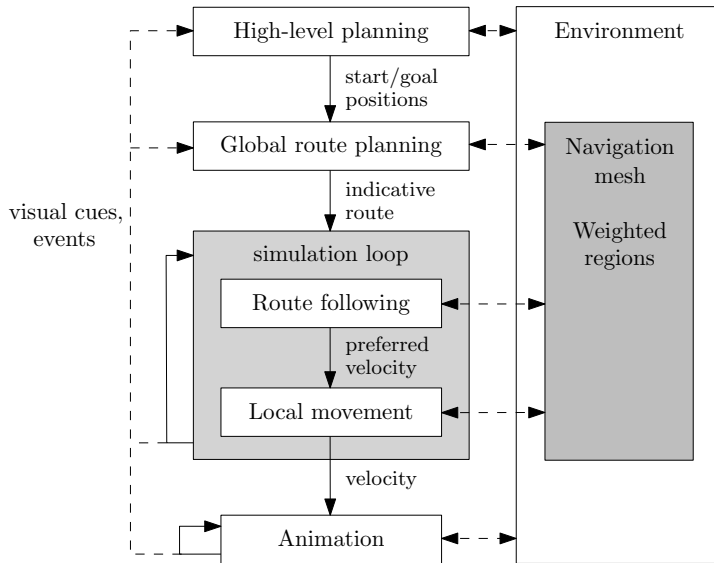 High-level planning
Environment
start/goal
positions
Global route planning
Navigation
mesh
indicative
route
visual cues,
events
Weighted
regions
simulation loop
Route following
preferred
velocity
Local movement
velocity
Animation